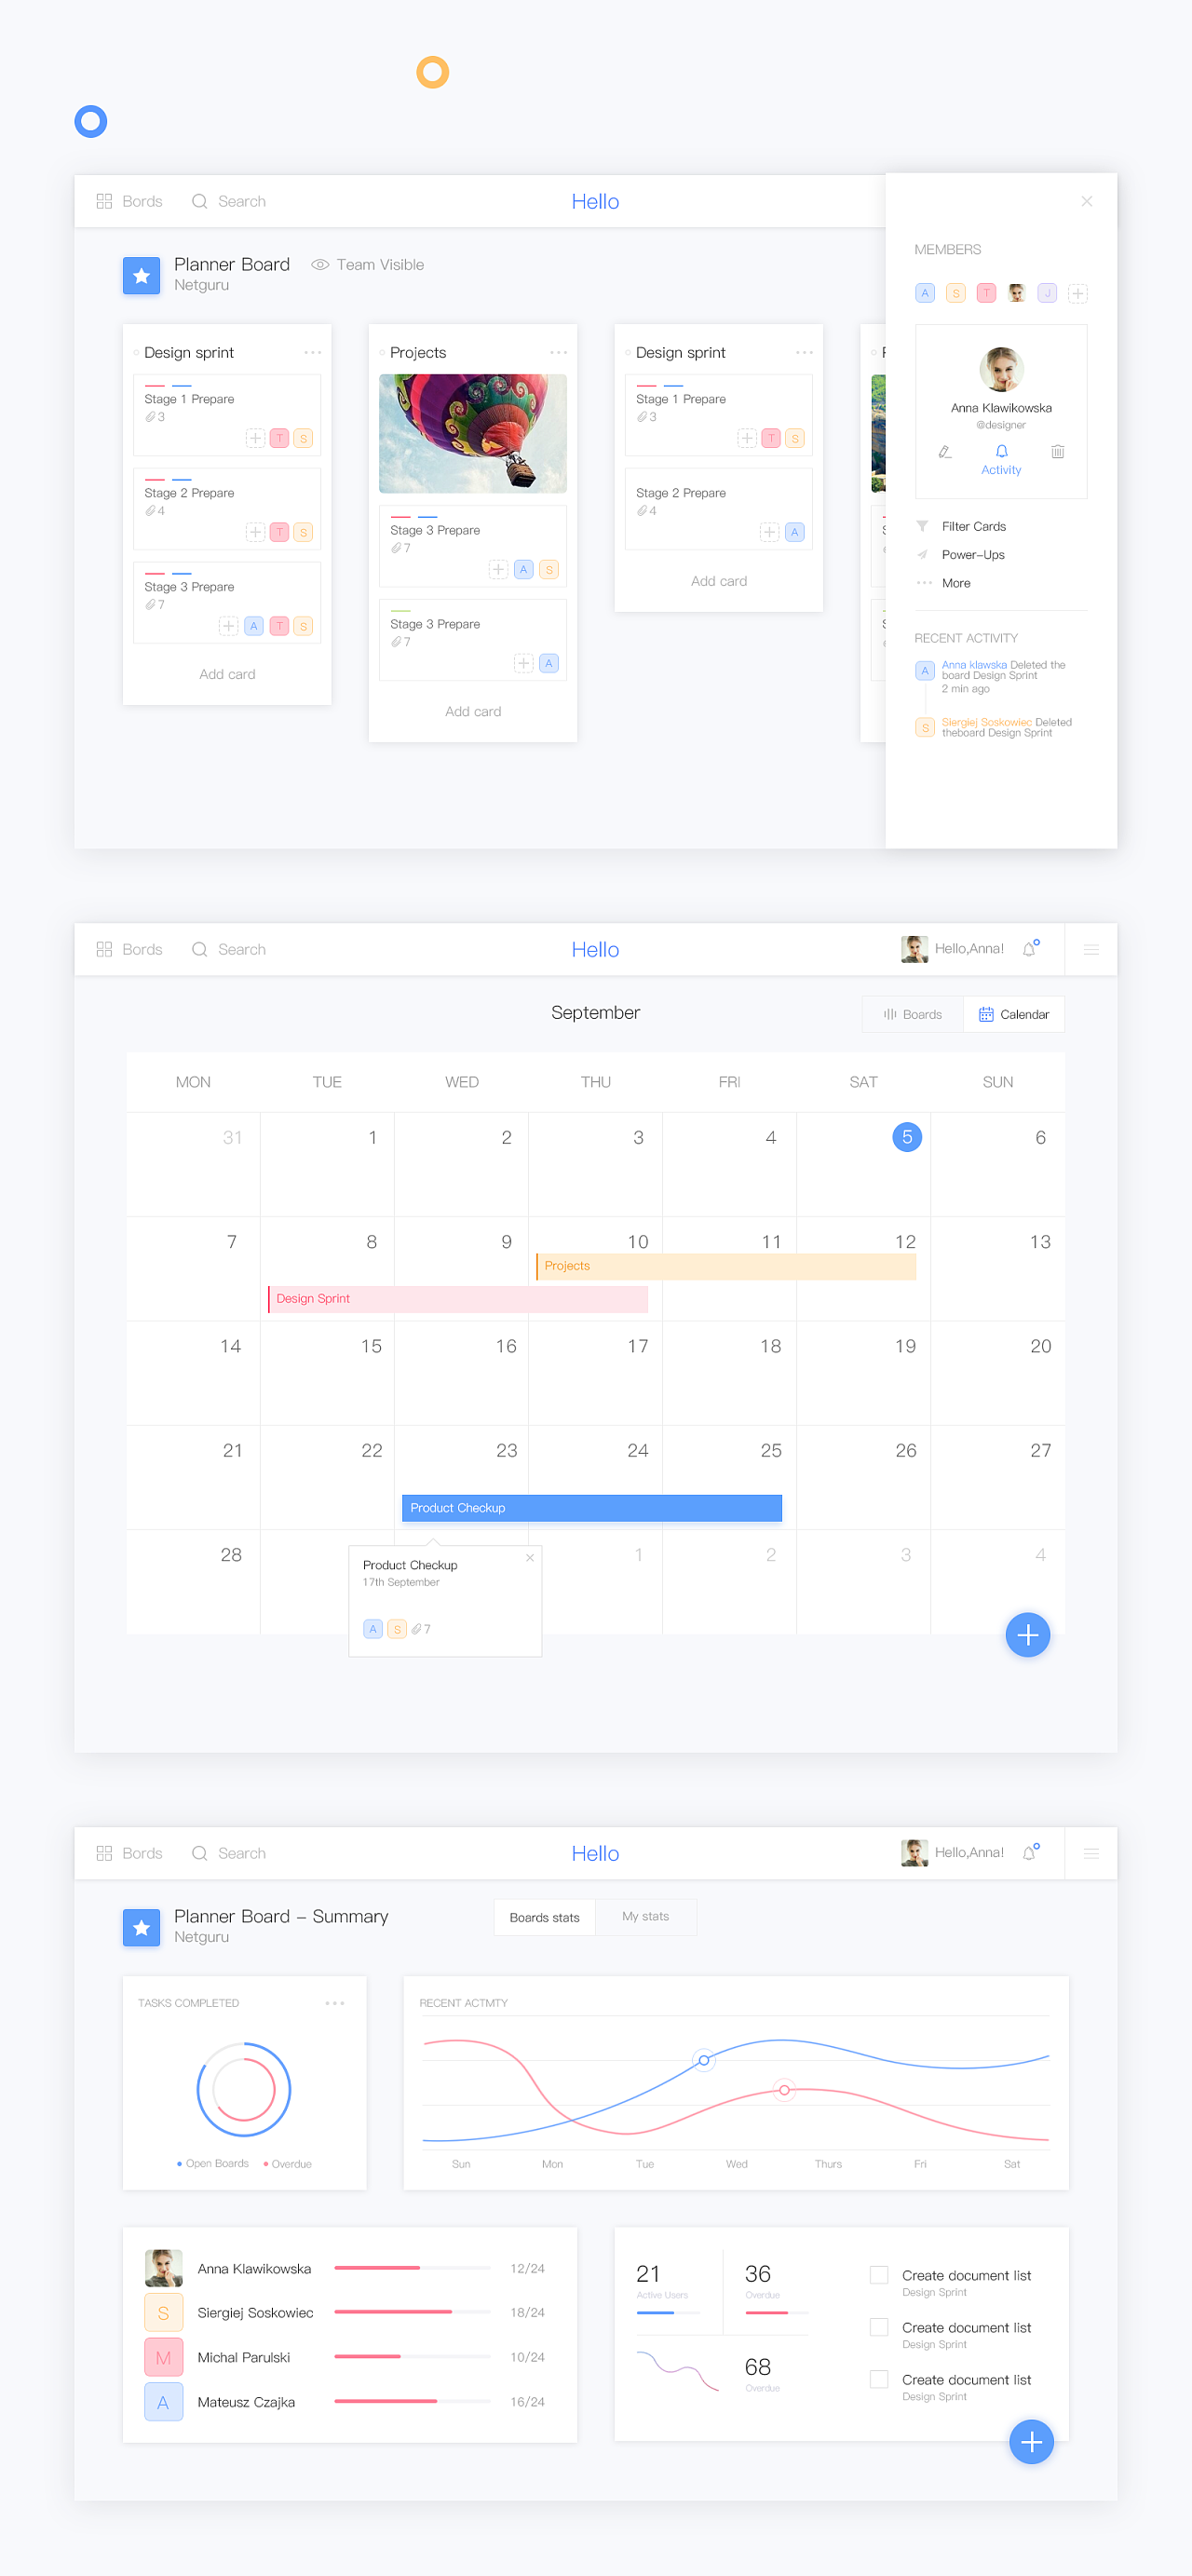 Bords
Search
Hello
Planner Board
Team Visible
Netguru
Design sprint
Stage 1 Prepare
3
T
S
Stage 2 Prepare
4
T
S
Stage 3 Prepare
7
A
T
S
Add card
Projects
Stage 3 Prepare
7
A
S
Stage 3 Prepare
7
A
Add card
Design sprint
Stage 1 Prepare
3
T
S
Stage 2 Prepare
4
A
Add card
MEMBERS
A
S
T
J
Anna Klawikowska
@designer
Activity
Filter Cards
Power-Ups
More
RECENT ACTIVITY
A
Anna klawska Deleted the
board Design Sprint
2 min ago
S
Siergiej Soskowiec Deleted
theboard Design Sprint
Bords
Search
Hello
Hello,Anna!
September
Boards
Calendar
MON TUE WED THU FRI SAT SUN
31 1 2 3 4 5 6
7 8 9 10 11 12 13
Projects
Design Sprint
14 15 16 17 18 19 20
21 22 23 24 25 26 27
Product Checkup
28 1 2 3 4
Product Checkup
17th September
A
S
7
Bords
Search
Hello
Hello,Anna!
Planner Board – Summary
Netguru
Boards stats
My stats
TASKS COMPLETED
Open Boards
Overdue
RECENT ACTMTY
Sun Mon Tue Wed Thurs Fri Sat
Anna Klawikowska 12/24
S Siergiej Soskowiec 18/24
M Michal Parulski 10/24
A Mateusz Czajka 16/24
21
Active Users
36
Overdue
68
Overdue
Create document list
Design Sprint
Create document list
Design Sprint
Create document list
Design Sprint